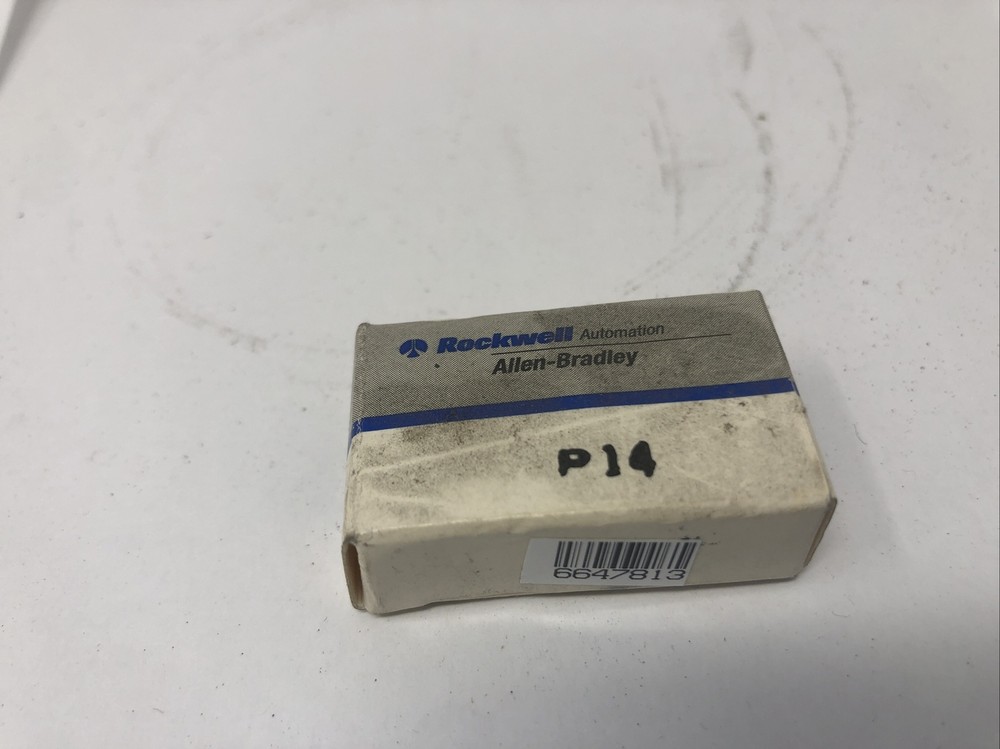 Rockwell Automation
Allen-Bradley
P14
6647813